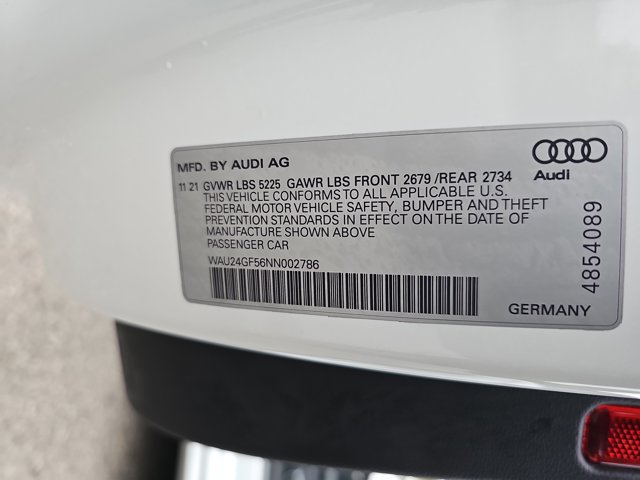 MFD. BY AUDI AG
Audi
11 21 GVWR LBS 5225 GAWR LBS FRONT 2679 /REAR 2734
THIS VEHICLE CONFORMS TO ALL APPLICABLE U.S.
FEDERAL MOTOR VEHICLE SAFETY, BUMPER AND THEFT
PREVENTION STANDARDS IN EFFECT ON THE DATE OF
MANUFACTURE SHOWN ABOVE
PASSENGER CAR
WAU24GF56NN002786
GERMANY
4854089